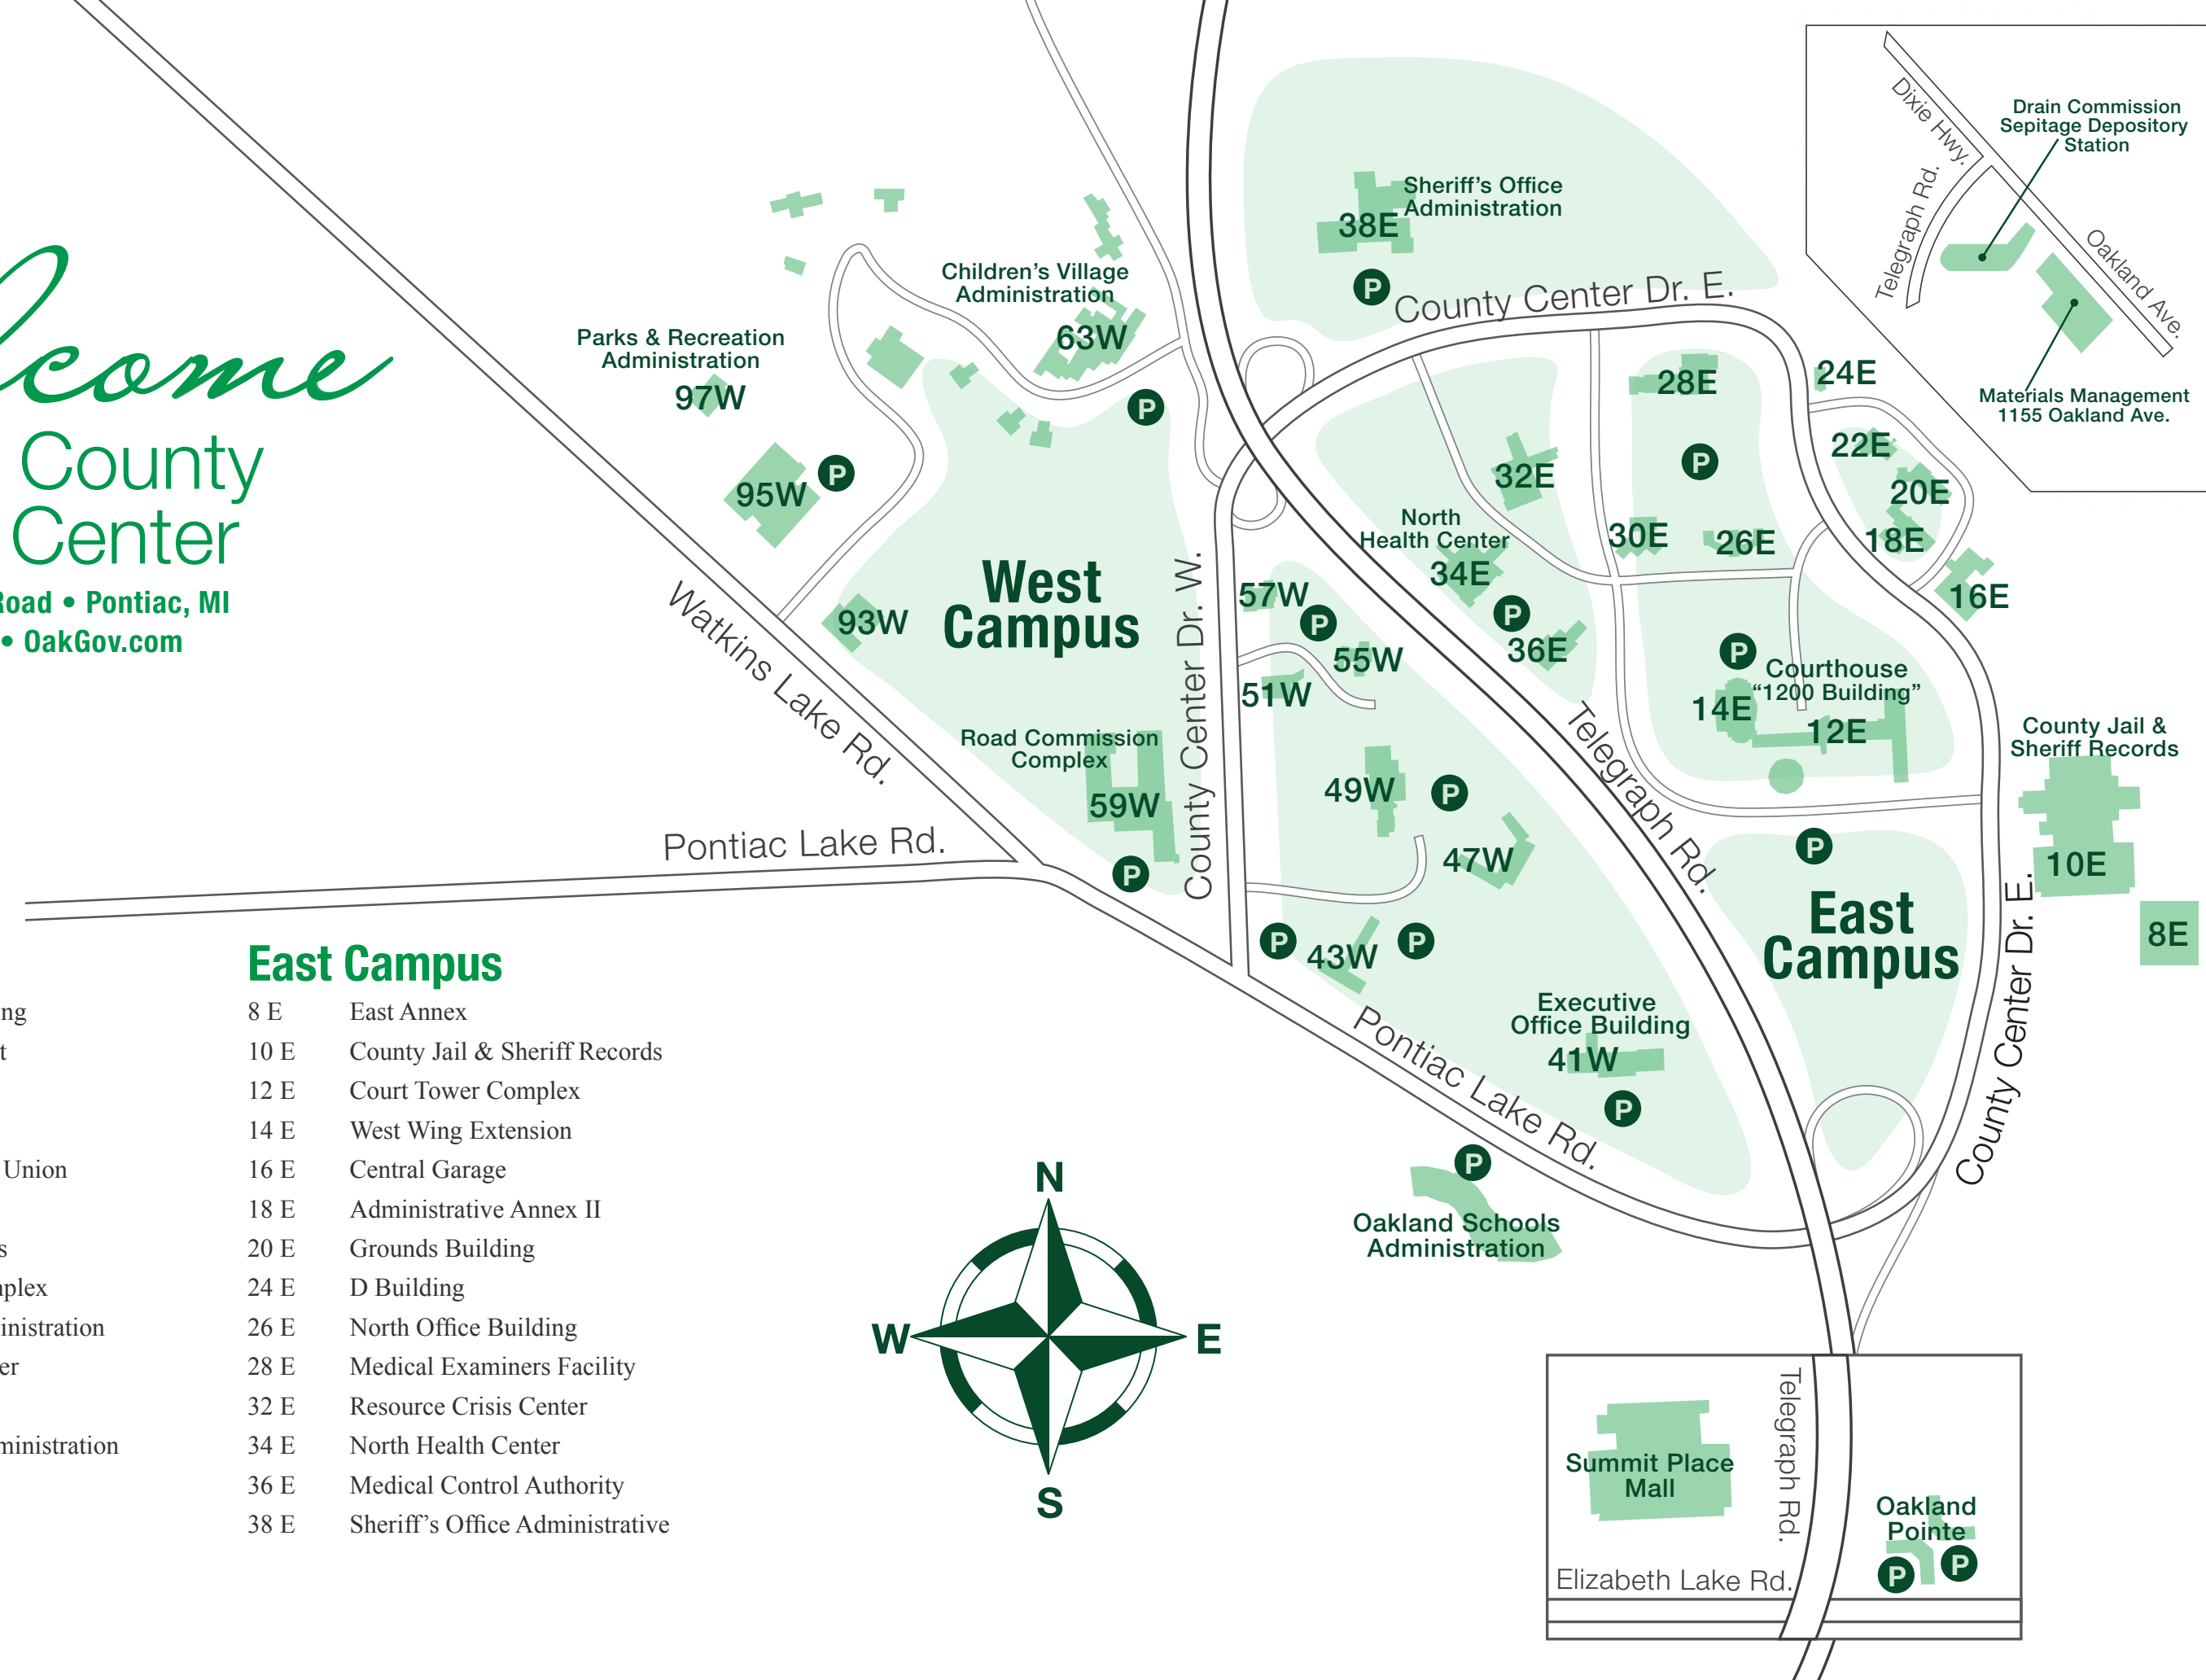 lcome
County
Center
Road • Pontiac, MI
• OakGov.com
ng
t
Union
s
nplex
inistration
er
ministration
East Campus
8 E East Annex
10 E County Jail & Sheriff Records
12 E Court Tower Complex
14 E West Wing Extension
16 E Central Garage
18 E Administrative Annex II
20 E Grounds Building
24 E D Building
26 E North Office Building
28 E Medical Examiners Facility
32 E Resource Crisis Center
34 E North Health Center
36 E Medical Control Authority
38 E Sheriff’s Office Administrative
N
W
E
S
Watkins Lake Rd.
Pontiac Lake Rd.
Parks & Recreation
Administration
97W
95W
P
93W
Children’s Village
Administration
63W
P
West
Campus
Road Commission
Complex
59W
P
County Center Dr. W.
57W
P
55W
51W
49W
P
47W
P
43W
P
Executive
Office Building
41W
P
Pontiac Lake Rd.
P
Oakland Schools
Administration
Telegraph Rd.
Sheriff’s Office
Administration
38E
P
County Center Dr. E.
32E
North
Health Center
34E
P
36E
28E
P
30E
26E
24E
22E
20E
18E
16E
P
Courthouse
“1200 Building”
14E
12E
County Jail &
Sheriff Records
10E
8E
P
East
Campus
County Center Dr. E.
County Center Dr. E.
Dixie Hwy.
Telegraph Rd.
Oakland Ave.
Drain Commission
Sepitage Depository
Station
Materials Management
1155 Oakland Ave.
Summit Place
Mall
Telegraph Rd.
Oakland
Pointe
P
P
Elizabeth Lake Rd.